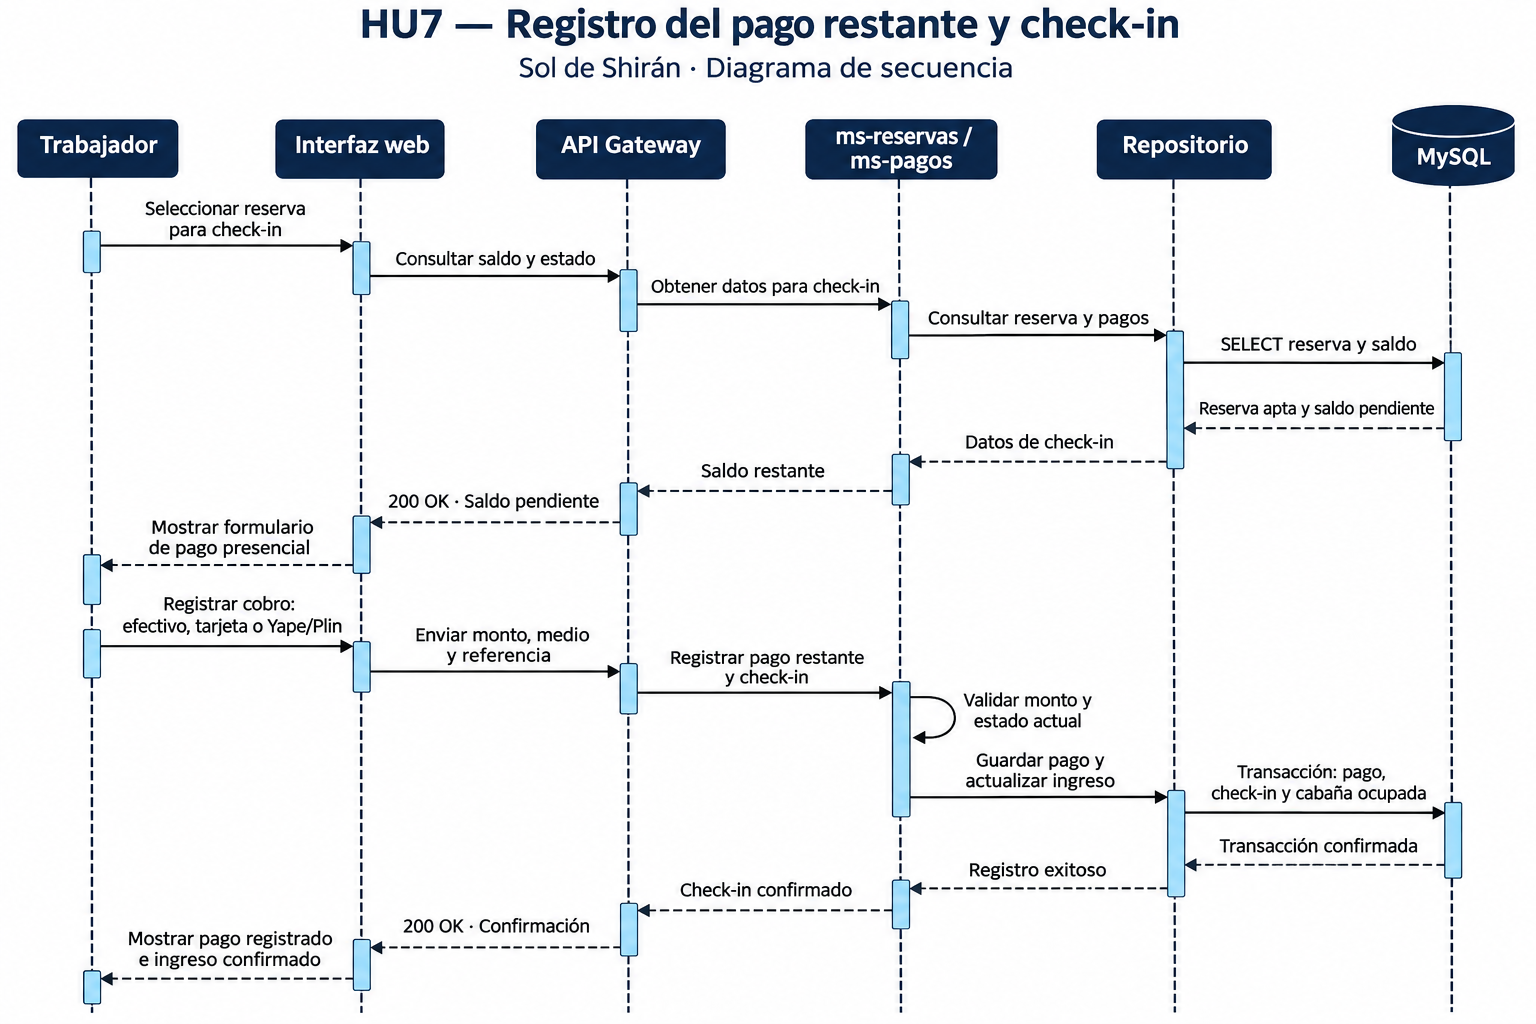 HU7 — Registro del pago restante y check-in
Sol de Shirán · Diagrama de secuencia
Trabajador
Interfaz web
API Gateway
ms-reservas /
ms-pagos
Repositorio
MySQL
Seleccionar reserva
para check-in
Consultar saldo y estado
Obtener datos para check-in
Consultar reserva y pagos
SELECT reserva y saldo
Reserva apta y saldo pendiente
Datos de check-in
Saldo restante
200 OK · Saldo pendiente
Mostrar formulario
de pago presencial
Registrar cobro:
efectivo, tarjeta o Yape/Plin
Enviar monto, medio
y referencia
Registrar pago restante
y check-in
Validar monto y
estado actual
Guardar pago y
actualizar ingreso
Transacción: pago,
check-in y cabaña ocupada
Transacción confirmada
Registro exitoso
Check-in confirmado
200 OK · Confirmación
Mostrar pago registrado
e ingreso confirmado